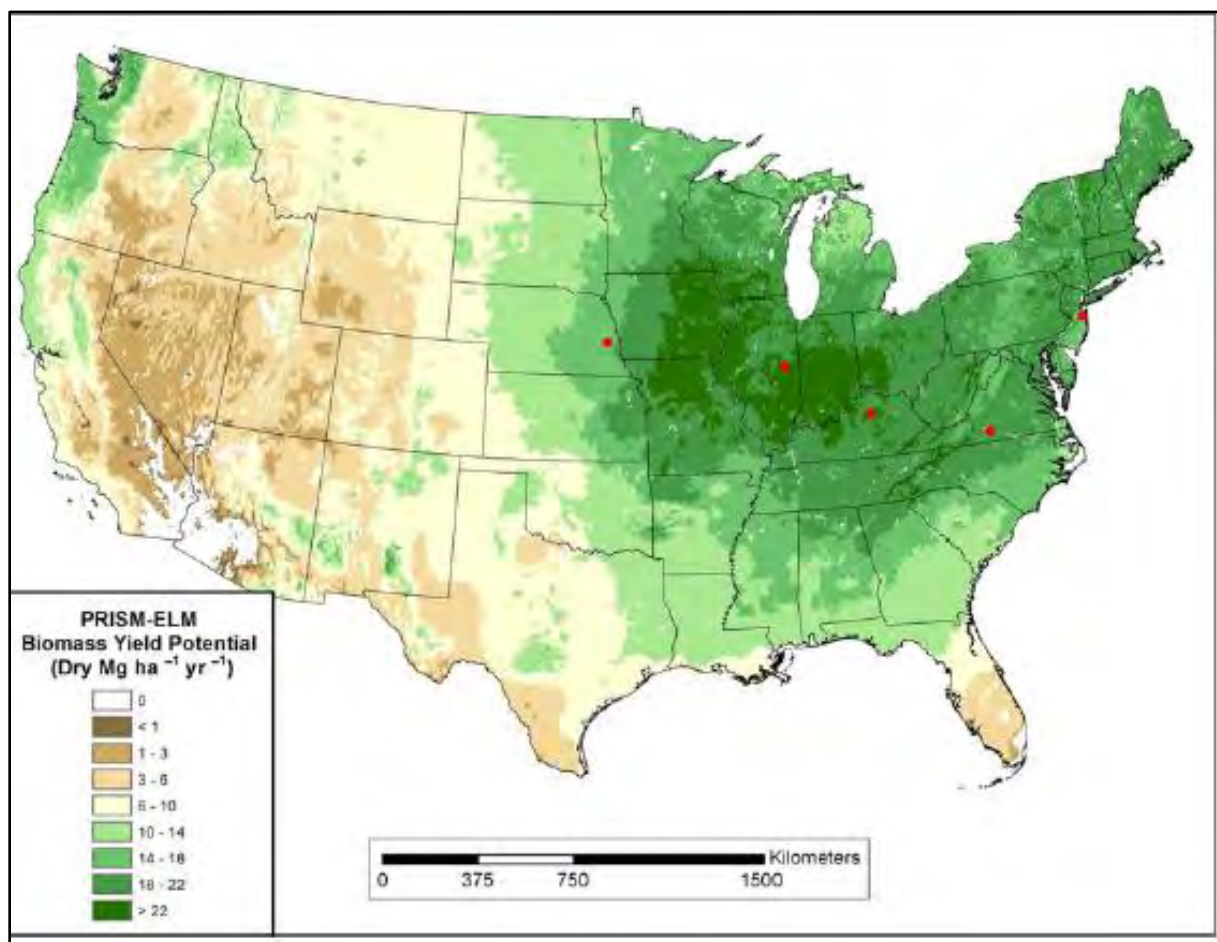 PRISM-ELM
Biomass Yield Potential
(Dry Mg ha ⁻¹ yr ⁻¹)
0
< 1
1 - 3
3 - 6
6 - 10
10 - 14
14 - 18
18 - 22
> 22
Kilometers
0 375 750 1500